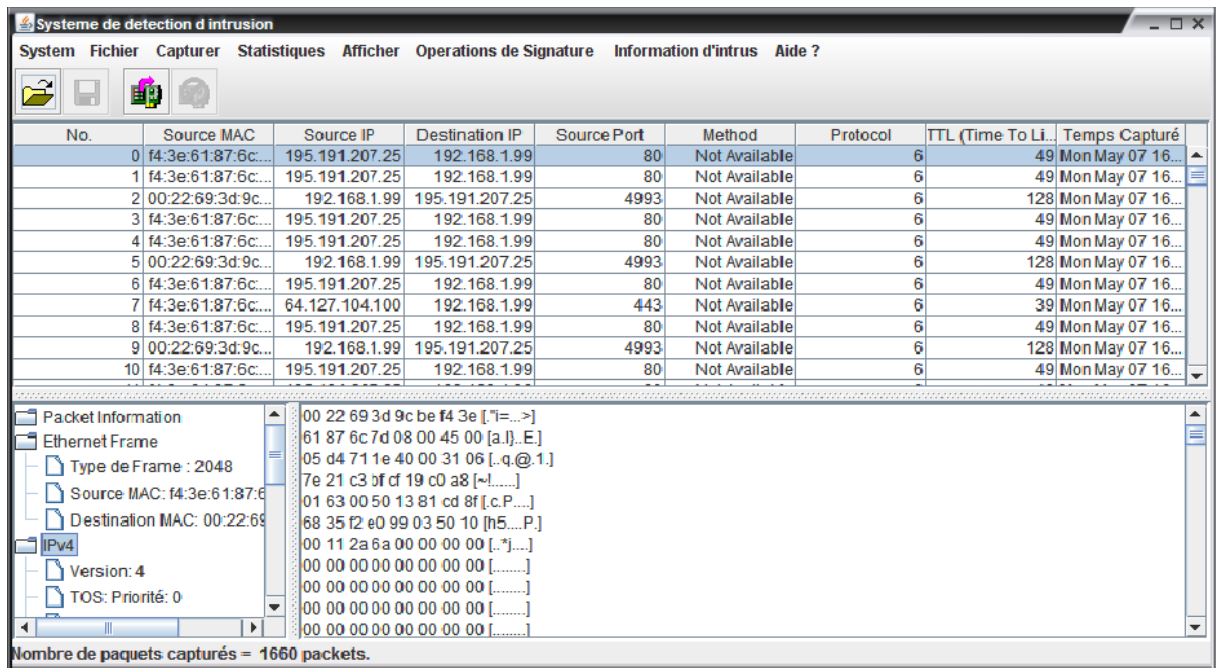 Systeme de detection d intrusion
System Fichier Capturer Statistiques Afficher Operations de Signature Information d'intrus Aide ?
No. Source MAC Source IP Destination IP Source Port Method Protocol TTL (Time To Li... Temps Capturé
0 f4:3e:61:87:6c:... 195.191.207.25 192.168.1.99 80 Not Available 6 49 Mon May 07 16...
1 f4:3e:61:87:6c:... 195.191.207.25 192.168.1.99 80 Not Available 6 49 Mon May 07 16...
2 00:22:69:3d:9c... 192.168.1.99 195.191.207.25 4993 Not Available 6 128 Mon May 07 16...
3 f4:3e:61:87:6c:... 195.191.207.25 192.168.1.99 80 Not Available 6 49 Mon May 07 16...
4 f4:3e:61:87:6c:... 195.191.207.25 192.168.1.99 80 Not Available 6 49 Mon May 07 16...
5 00:22:69:3d:9c... 192.168.1.99 195.191.207.25 4993 Not Available 6 128 Mon May 07 16...
6 f4:3e:61:87:6c:... 195.191.207.25 192.168.1.99 80 Not Available 6 49 Mon May 07 16...
7 f4:3e:61:87:6c:... 64.127.104.100 192.168.1.99 443 Not Available 6 39 Mon May 07 16...
8 f4:3e:61:87:6c:... 195.191.207.25 192.168.1.99 80 Not Available 6 49 Mon May 07 16...
9 00:22:69:3d:9c... 192.168.1.99 195.191.207.25 4993 Not Available 6 128 Mon May 07 16...
10 f4:3e:61:87:6c:... 195.191.207.25 192.168.1.99 80 Not Available 6 49 Mon May 07 16...
Packet Information
Ethernet Frame
Type de Frame : 2048
Source MAC: f4:3e:61:87:6
Destination MAC: 00:22:69
IPv4
Version: 4
TOS: Priorité: 0
00 22 69 3d 9c be f4 3e [."i=...>]
61 87 6c 7d 08 00 45 00 [a.l}..E.]
05 d4 71 1e 40 00 31 06 [..q.@.1.]
7e 21 c3 bf cf 19 c0 a8 [~!......]
01 63 00 50 13 81 cd 8f [.c.P....]
68 35 f2 e0 99 03 50 10 [h5....P.]
00 11 2a 6a 00 00 00 00 [..*j....]
00 00 00 00 00 00 00 00 [........]
00 00 00 00 00 00 00 00 [........]
00 00 00 00 00 00 00 00 [........]
00 00 00 00 00 00 00 00 [........]
Nombre de paquets capturés = 1660 packets.